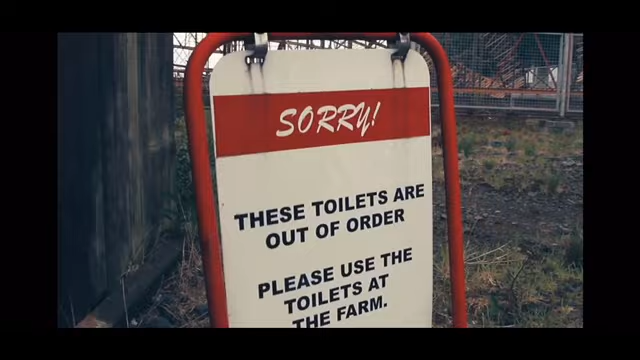 SORRY!
THESE TOILETS ARE
OUT OF ORDER
PLEASE USE THE
TOILETS AT
THE FARM.